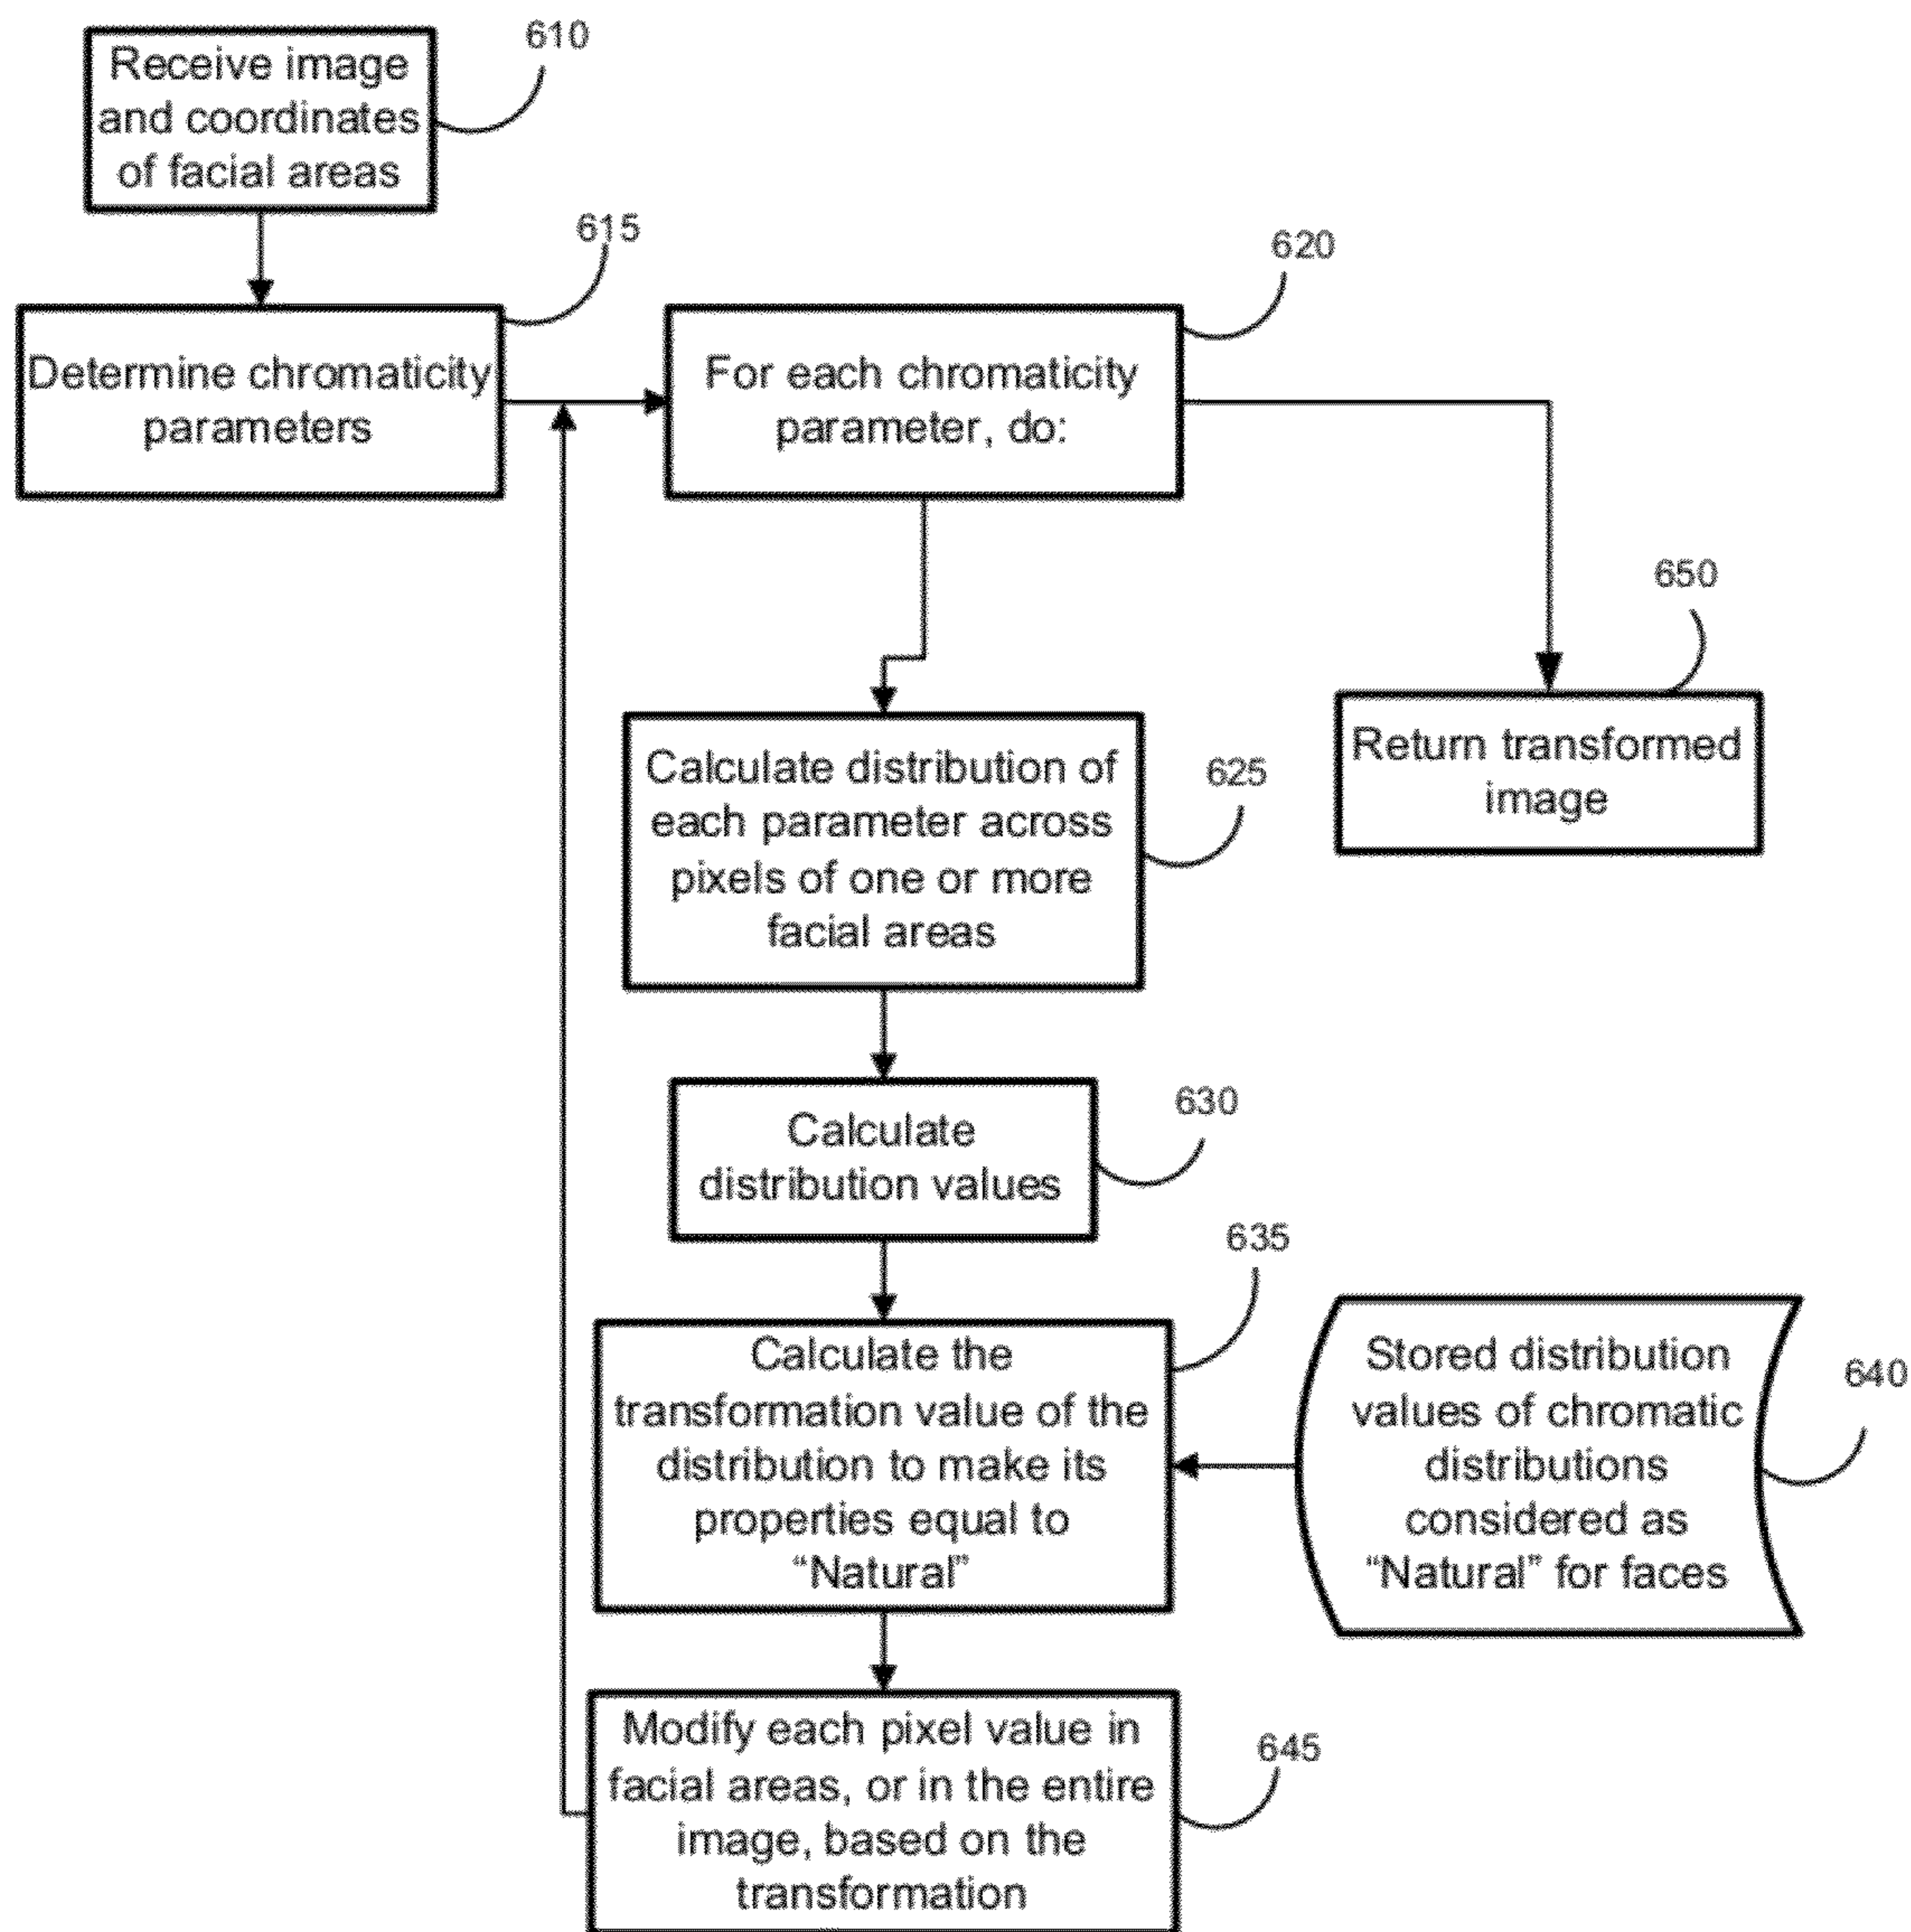 Receive image
and coordinates
of facial areas
610
Determine chromaticity
parameters
615
For each chromaticity
parameter, do:
620
Calculate distribution of
each parameter across
pixels of one or more
facial areas
625
Return transformed
image
650
Calculate
distribution values
630
Calculate the
transformation value of the
distribution to make its
properties equal to
“Natural”
635
Stored distribution
values of chromatic
distributions
considered as
“Natural” for faces
640
Modify each pixel value in
facial areas, or in the entire
image, based on the
transformation
645